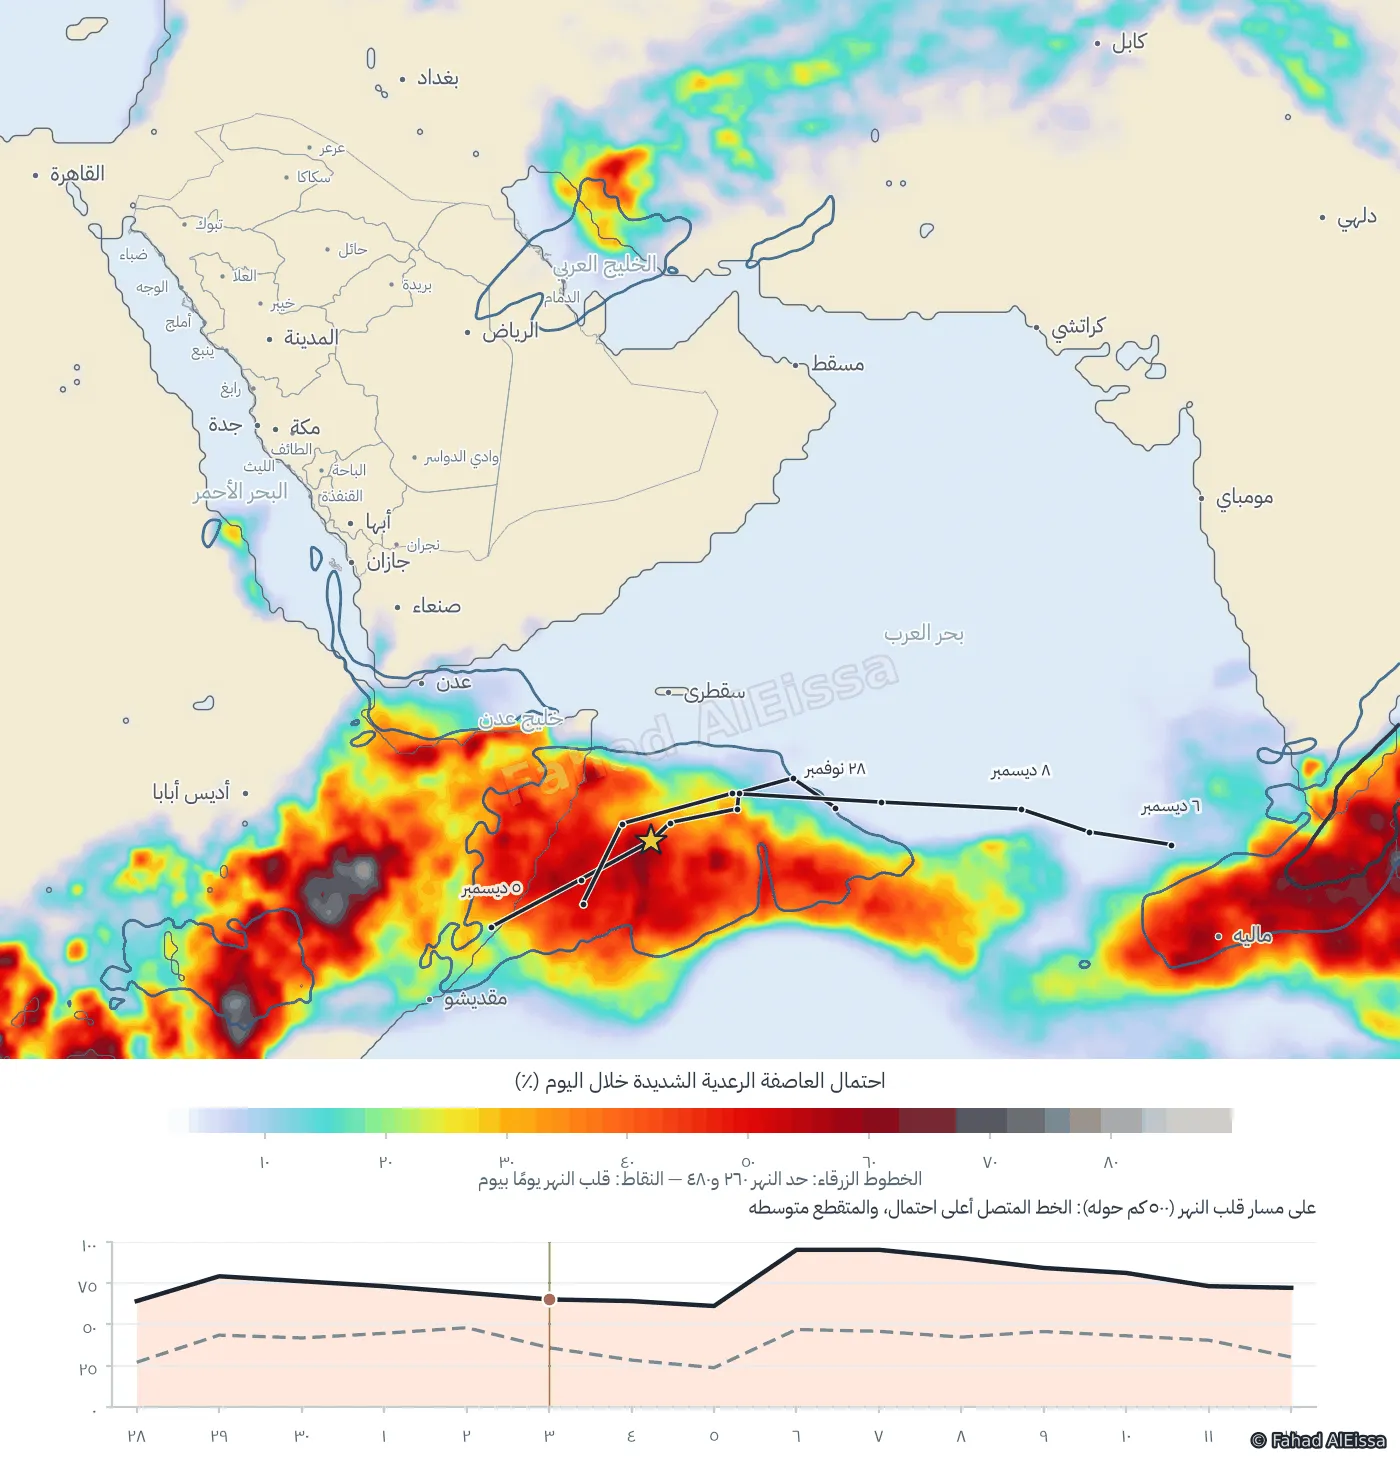 كابل
بغداد
عرعر
سكاكا
القاهرة
دلهي
تبوك
ضباء
حائل
الخليج العربي
العلا
الوجه
بريدة
الدمام
خيبر
أملج
كراتشي
الرياض
المدينة
ينبع
مسقط
رابغ
جدة
مكة
الطائف
وادي الدواسر
الليث
الباحة
البحر الأحمر
القنفذة
مومباي
أبها
نجران
جازان
صنعاء
بحر العرب
عدن
سقطرى
خليج عدن
Fahad AlEissa
٢٨ نوفمبر
٨ ديسمبر
أديس أبابا
٦ ديسمبر
٥ ديسمبر
ماليه
مقديشو
احتمال العاصفة الرعدية الشديدة خلال اليوم (٪)
١٠ ٢٠ ٣٠ ٤٠ ٥٠ ٦٠ ٧٠ ٨٠
الخطوط الزرقاء: حد النهر ٢٦٠ و٤٨٠ — النقاط: قلب النهر يومًا بيوم
على مسار قلب النهر (٥٠٠ كم حوله): الخط المتصل أعلى احتمال، والمتقطع متوسطه
١٠٠
٧٥
٥٠
٢٥
٠
٢٨ ٢٩ ٣٠ ١ ٢ ٣ ٤ ٥ ٦ ٧ ٨ ٩ ١٠ ١١
© Fahad AlEissa